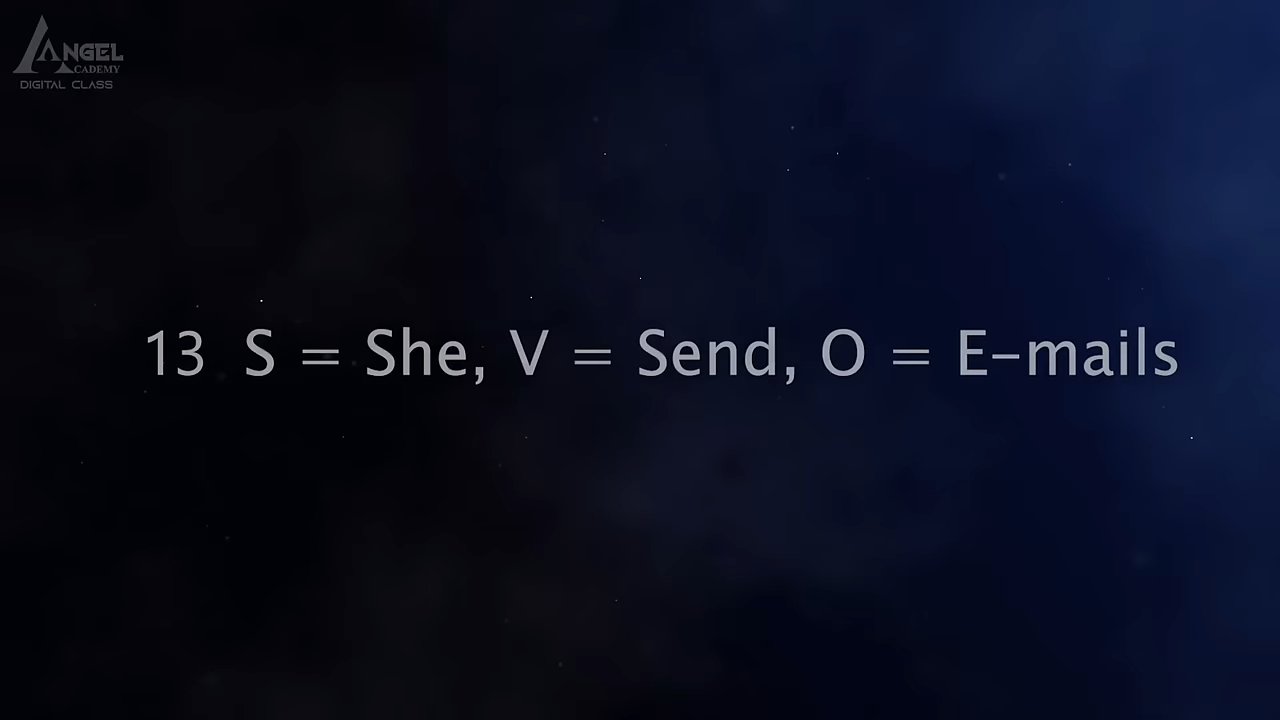 ANGEL
ACADEMY
DIGITAL CLASS
13 S = She, V = Send, O = E-mails